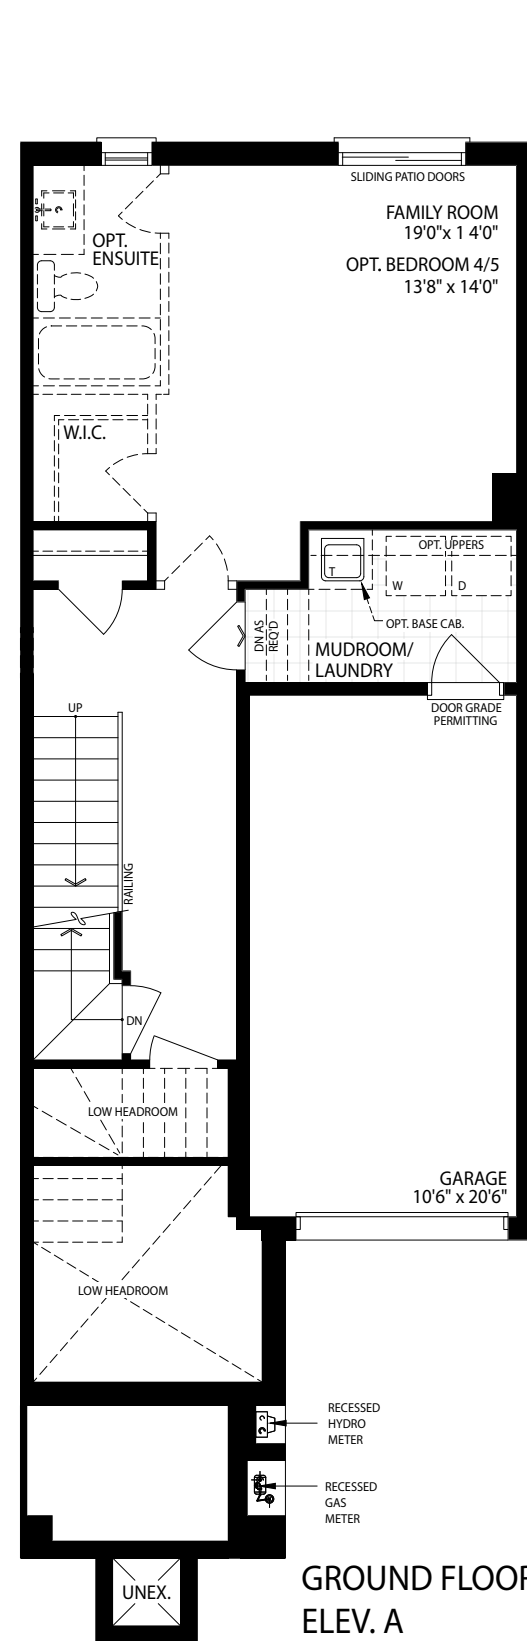 SLIDING PATIO DOORS
FAMILY ROOM
19'0"x 1 4'0"
OPT. BEDROOM 4/5
13'8" x 14'0"
OPT.
ENSUITE
W.I.C.
OPT. UPPERS
T
W
D
OPT. BASE CAB.
DN AS
REQ'D
MUDROOM/
LAUNDRY
DOOR GRADE
PERMITTING
UP
RAILING
DN
LOW HEADROOM
GARAGE
10'6" x 20'6"
LOW HEADROOM
RECESSED
HYDRO
METER
RECESSED
GAS
METER
UNEX.
GROUND FLOOR
ELEV. A